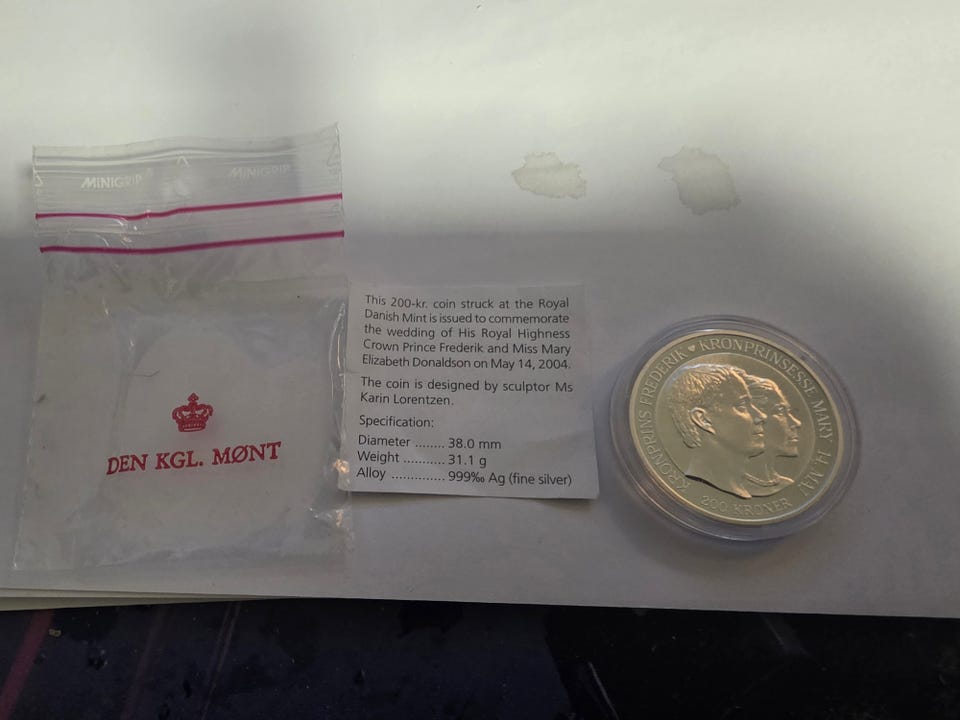 MINIGRIP MINIGRIP
DEN KGL. MØNT
This 200-kr. coin struck at the Royal
Danish Mint is issued to commemorate
the wedding of His Royal Highness
Crown Prince Frederik and Miss Mary
Elizabeth Donaldson on May 14, 2004.
The coin is designed by sculptor Ms
Karin Lorentzen.
Specification:
Diameter ........ 38.0 mm
Weight ........... 31.1 g
Alloy .............. 999‰ Ag (fine silver)
KRONPRINS FREDERIK ♥ KRONPRINSESSE MARY 14. MAJ
200 KRONER